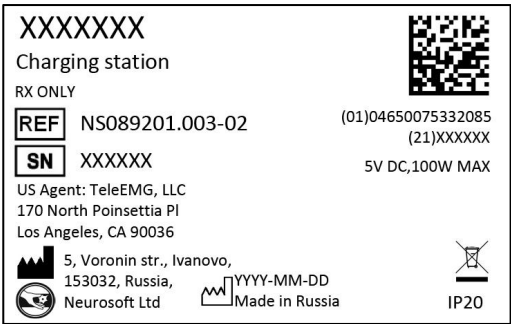 XXXXXXX
Charging station
RX ONLY
REF NS089201.003-02
SN XXXXXX
(01)04650075332085
(21)XXXXXX
5V DC,100W MAX
US Agent: TeleEMG, LLC
170 North Poinsettia Pl
Los Angeles, CA 90036
5, Voronin str., Ivanovo,
153032, Russia,
Neurosoft Ltd
YYYY-MM-DD
Made in Russia
IP20